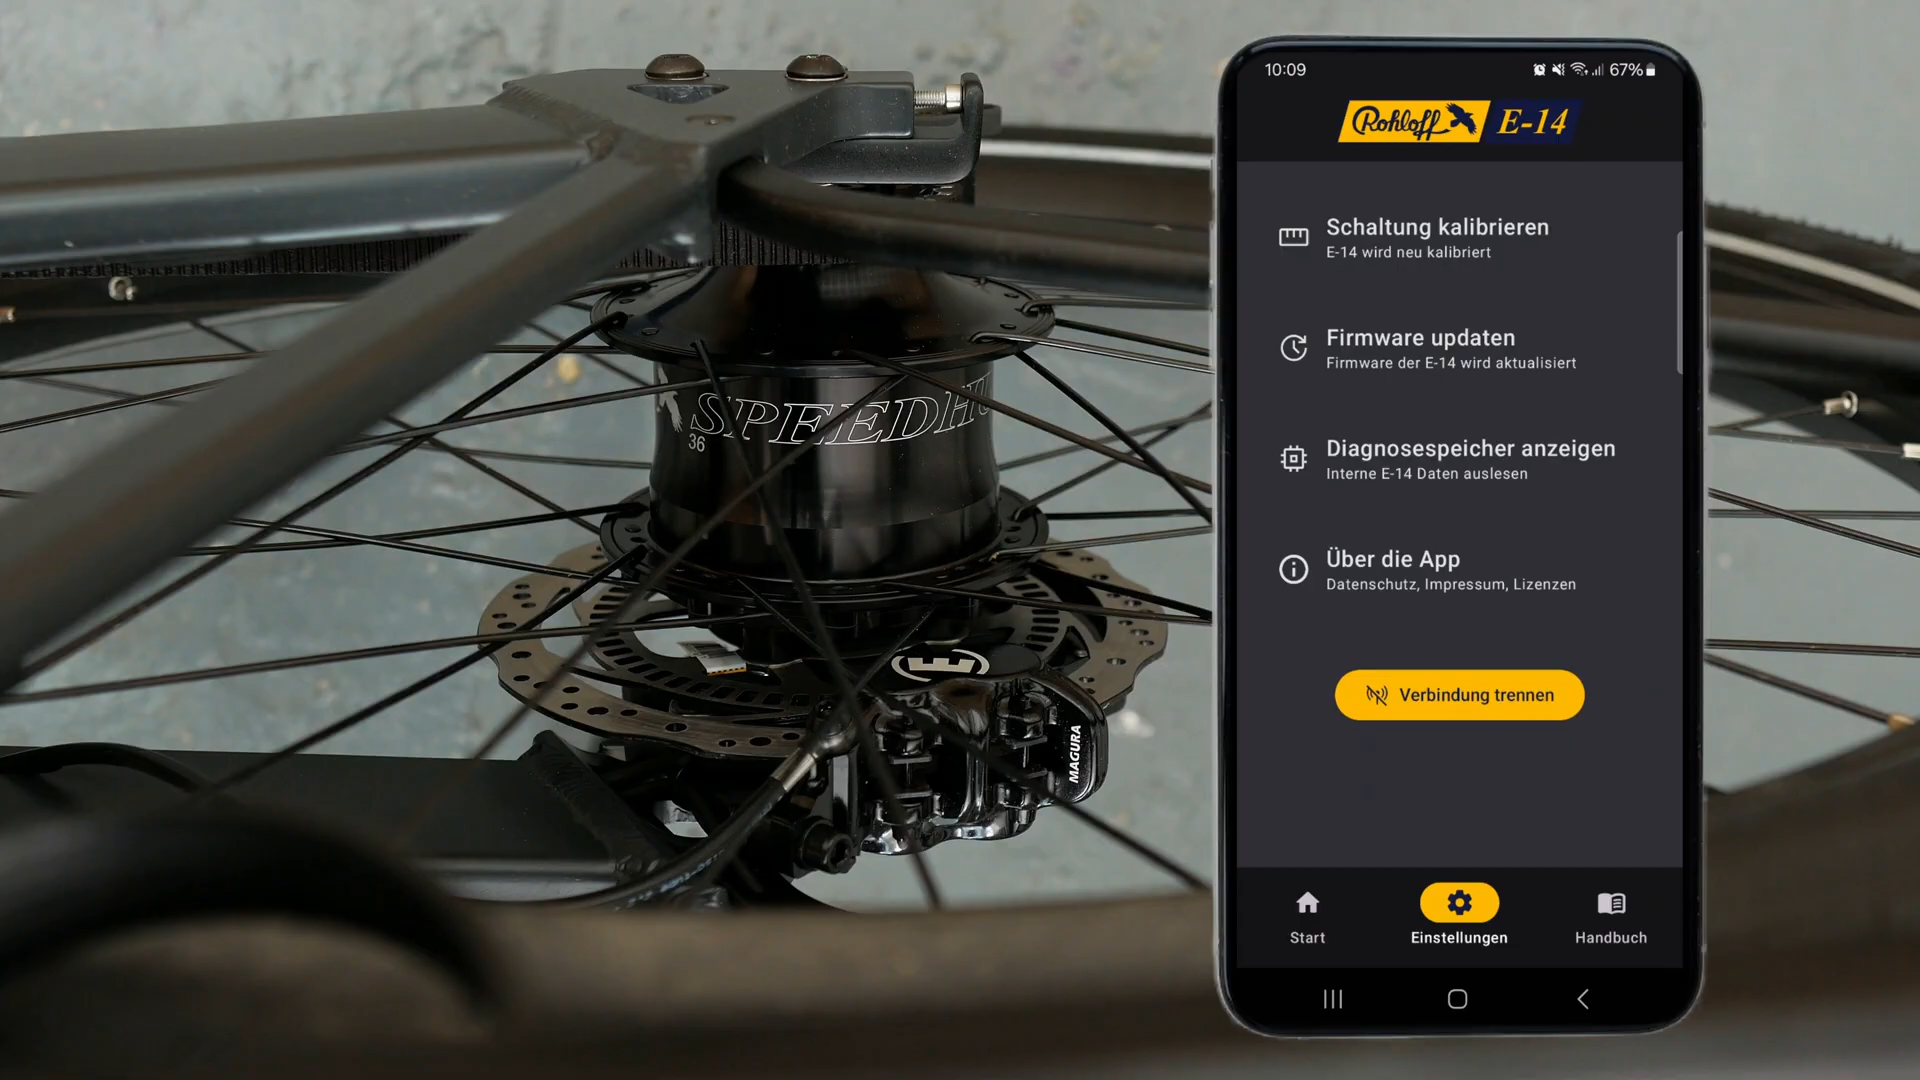 10:09
67%
Rohloff E-14
Schaltung kalibrieren
E-14 wird neu kalibriert
Firmware updaten
Firmware der E-14 wird aktualisiert
Diagnosespeicher anzeigen
Interne E-14 Daten auslesen
Über die App
Datenschutz, Impressum, Lizenzen
Verbindung trennen
Start
Einstellungen
Handbuch
SPEEDHU
36
MAGURA